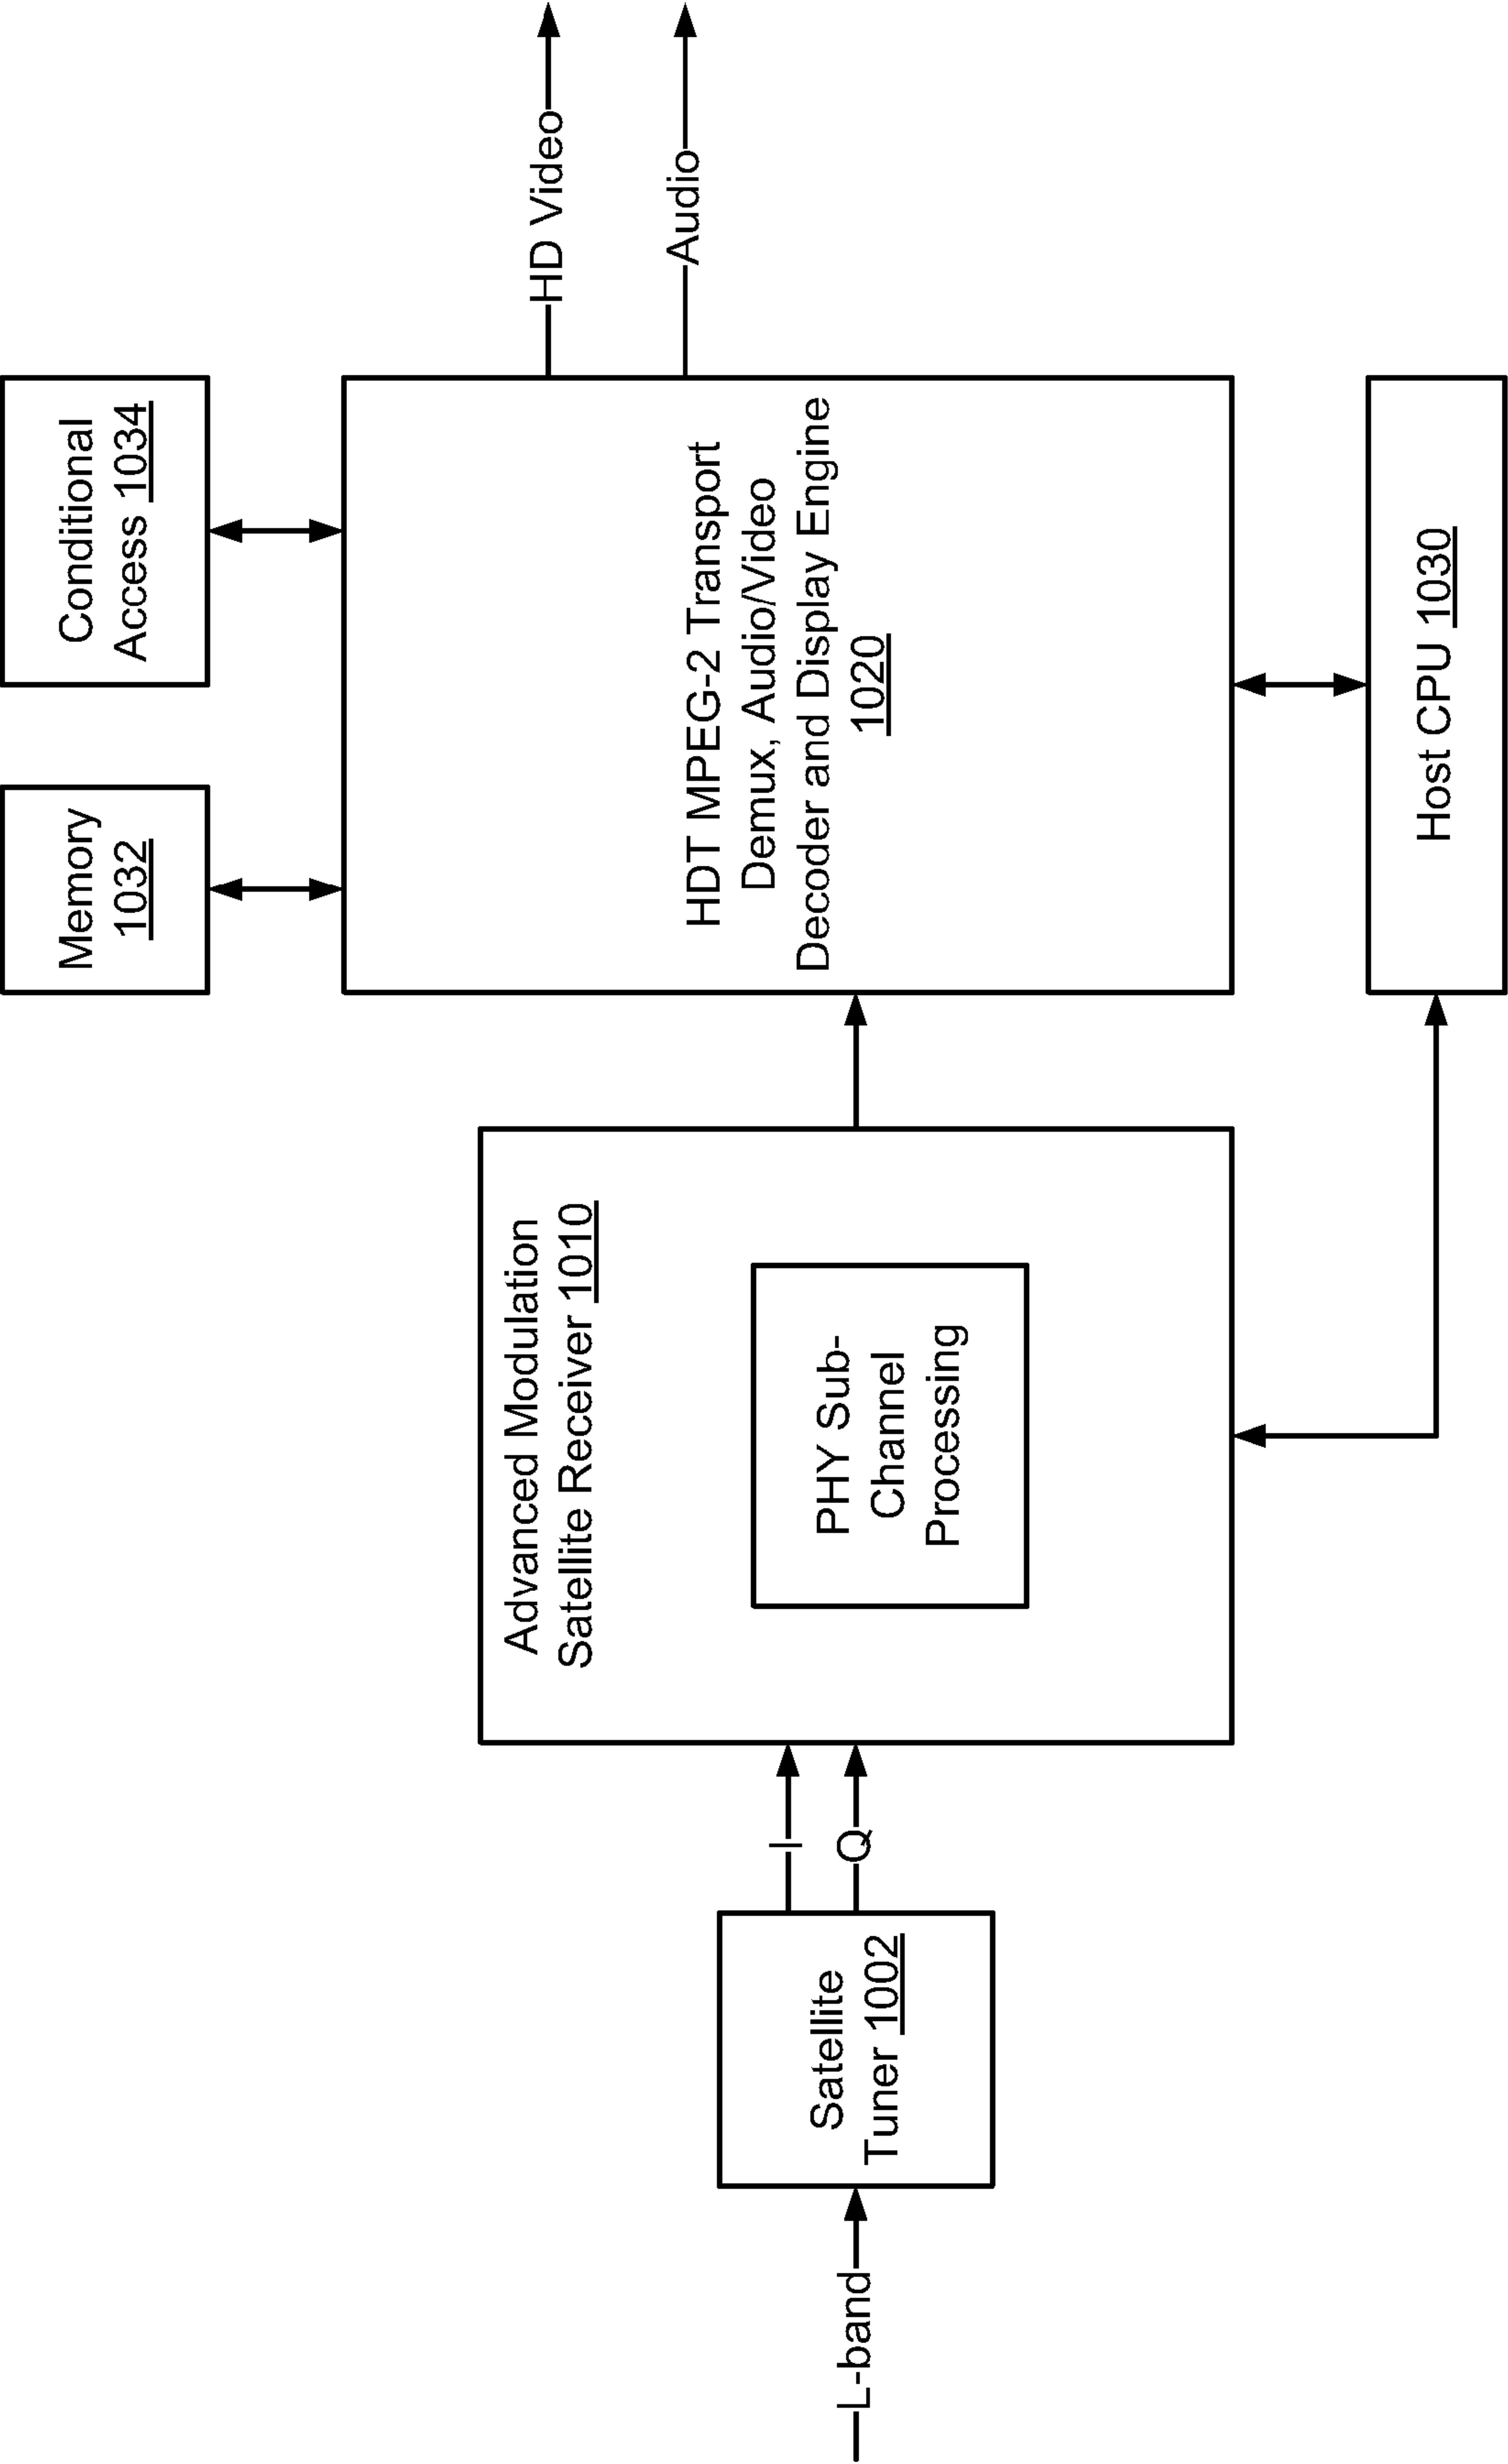 Memory
1032
Conditional
Access 1034
L-band
Satellite
Tuner 1002
I
Q
Advanced Modulation
Satellite Receiver 1010
PHY Sub-
Channel
Processing
HDT MPEG-2 Transport
Demux, Audio/Video
Decoder and Display Engine
1020
HD Video
Audio
Host CPU 1030